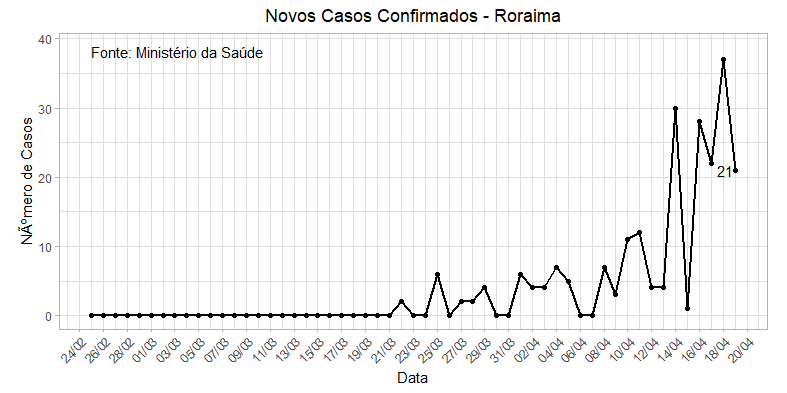 Novos Casos Confirmados - Roraima
Fonte: Ministério da Saúde
40
30
20
10
0
NÃºmero de Casos
21
24/02 26/02 28/02 01/03 03/03 05/03 07/03 09/03 11/03 13/03 15/03 17/03 19/03 21/03 23/03 25/03 27/03 29/03 31/03 02/04 04/04 06/04 08/04 10/04 12/04 14/04 16/04 18/04 20/04
Data